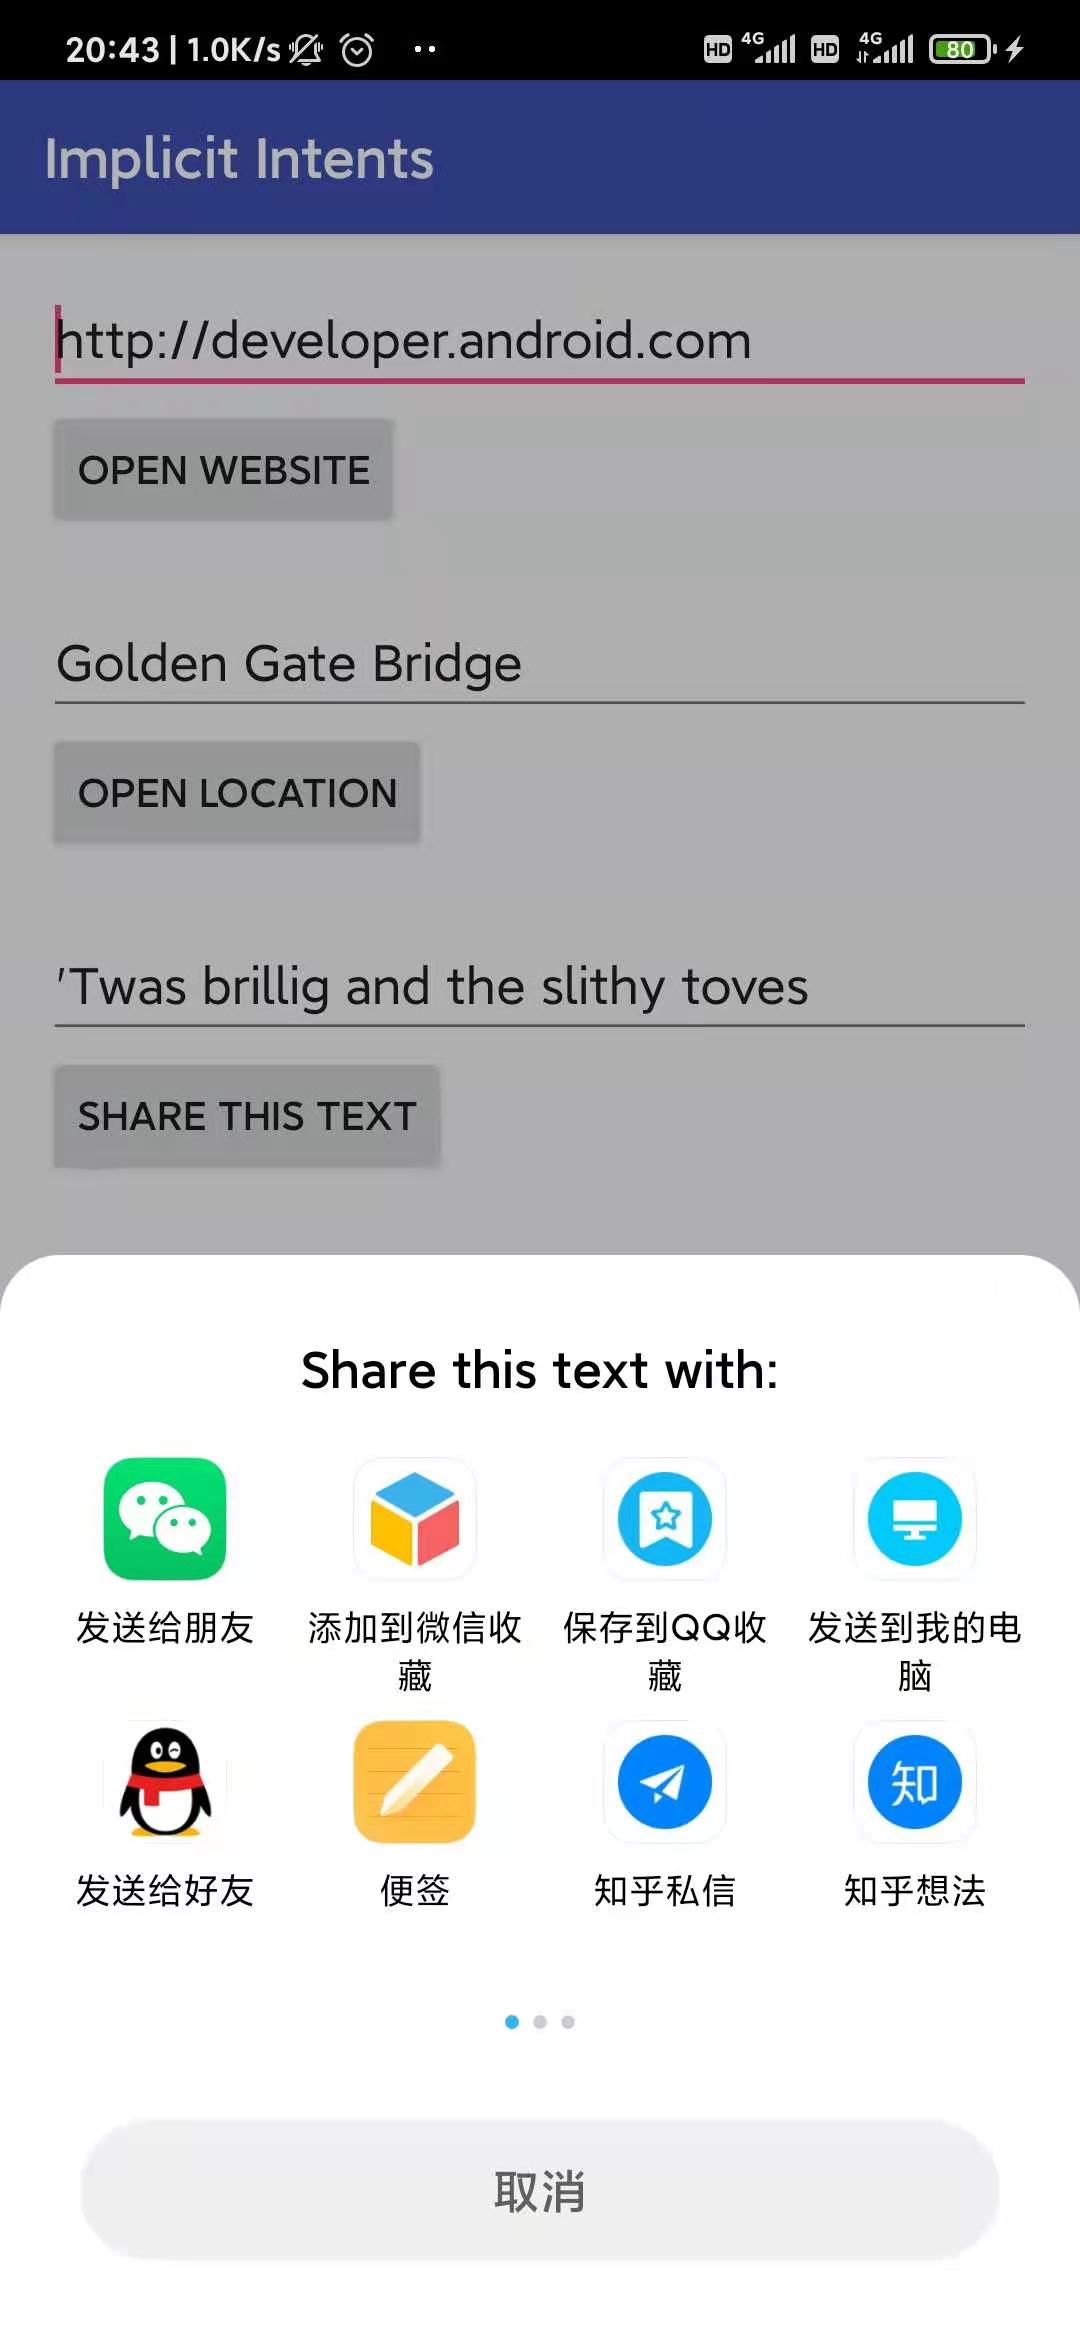 20:43 | 1.0K/s
HD 4G HD 4G 80
Implicit Intents
http://developer.android.com
OPEN WEBSITE
Golden Gate Bridge
OPEN LOCATION
'Twas brillig and the slithy toves
SHARE THIS TEXT
Share this text with:
发送给朋友 添加到微信收 保存到QQ收 发送到我的电
藏 藏 脑
知
发送给好友 便签 知乎私信 知乎想法
取消